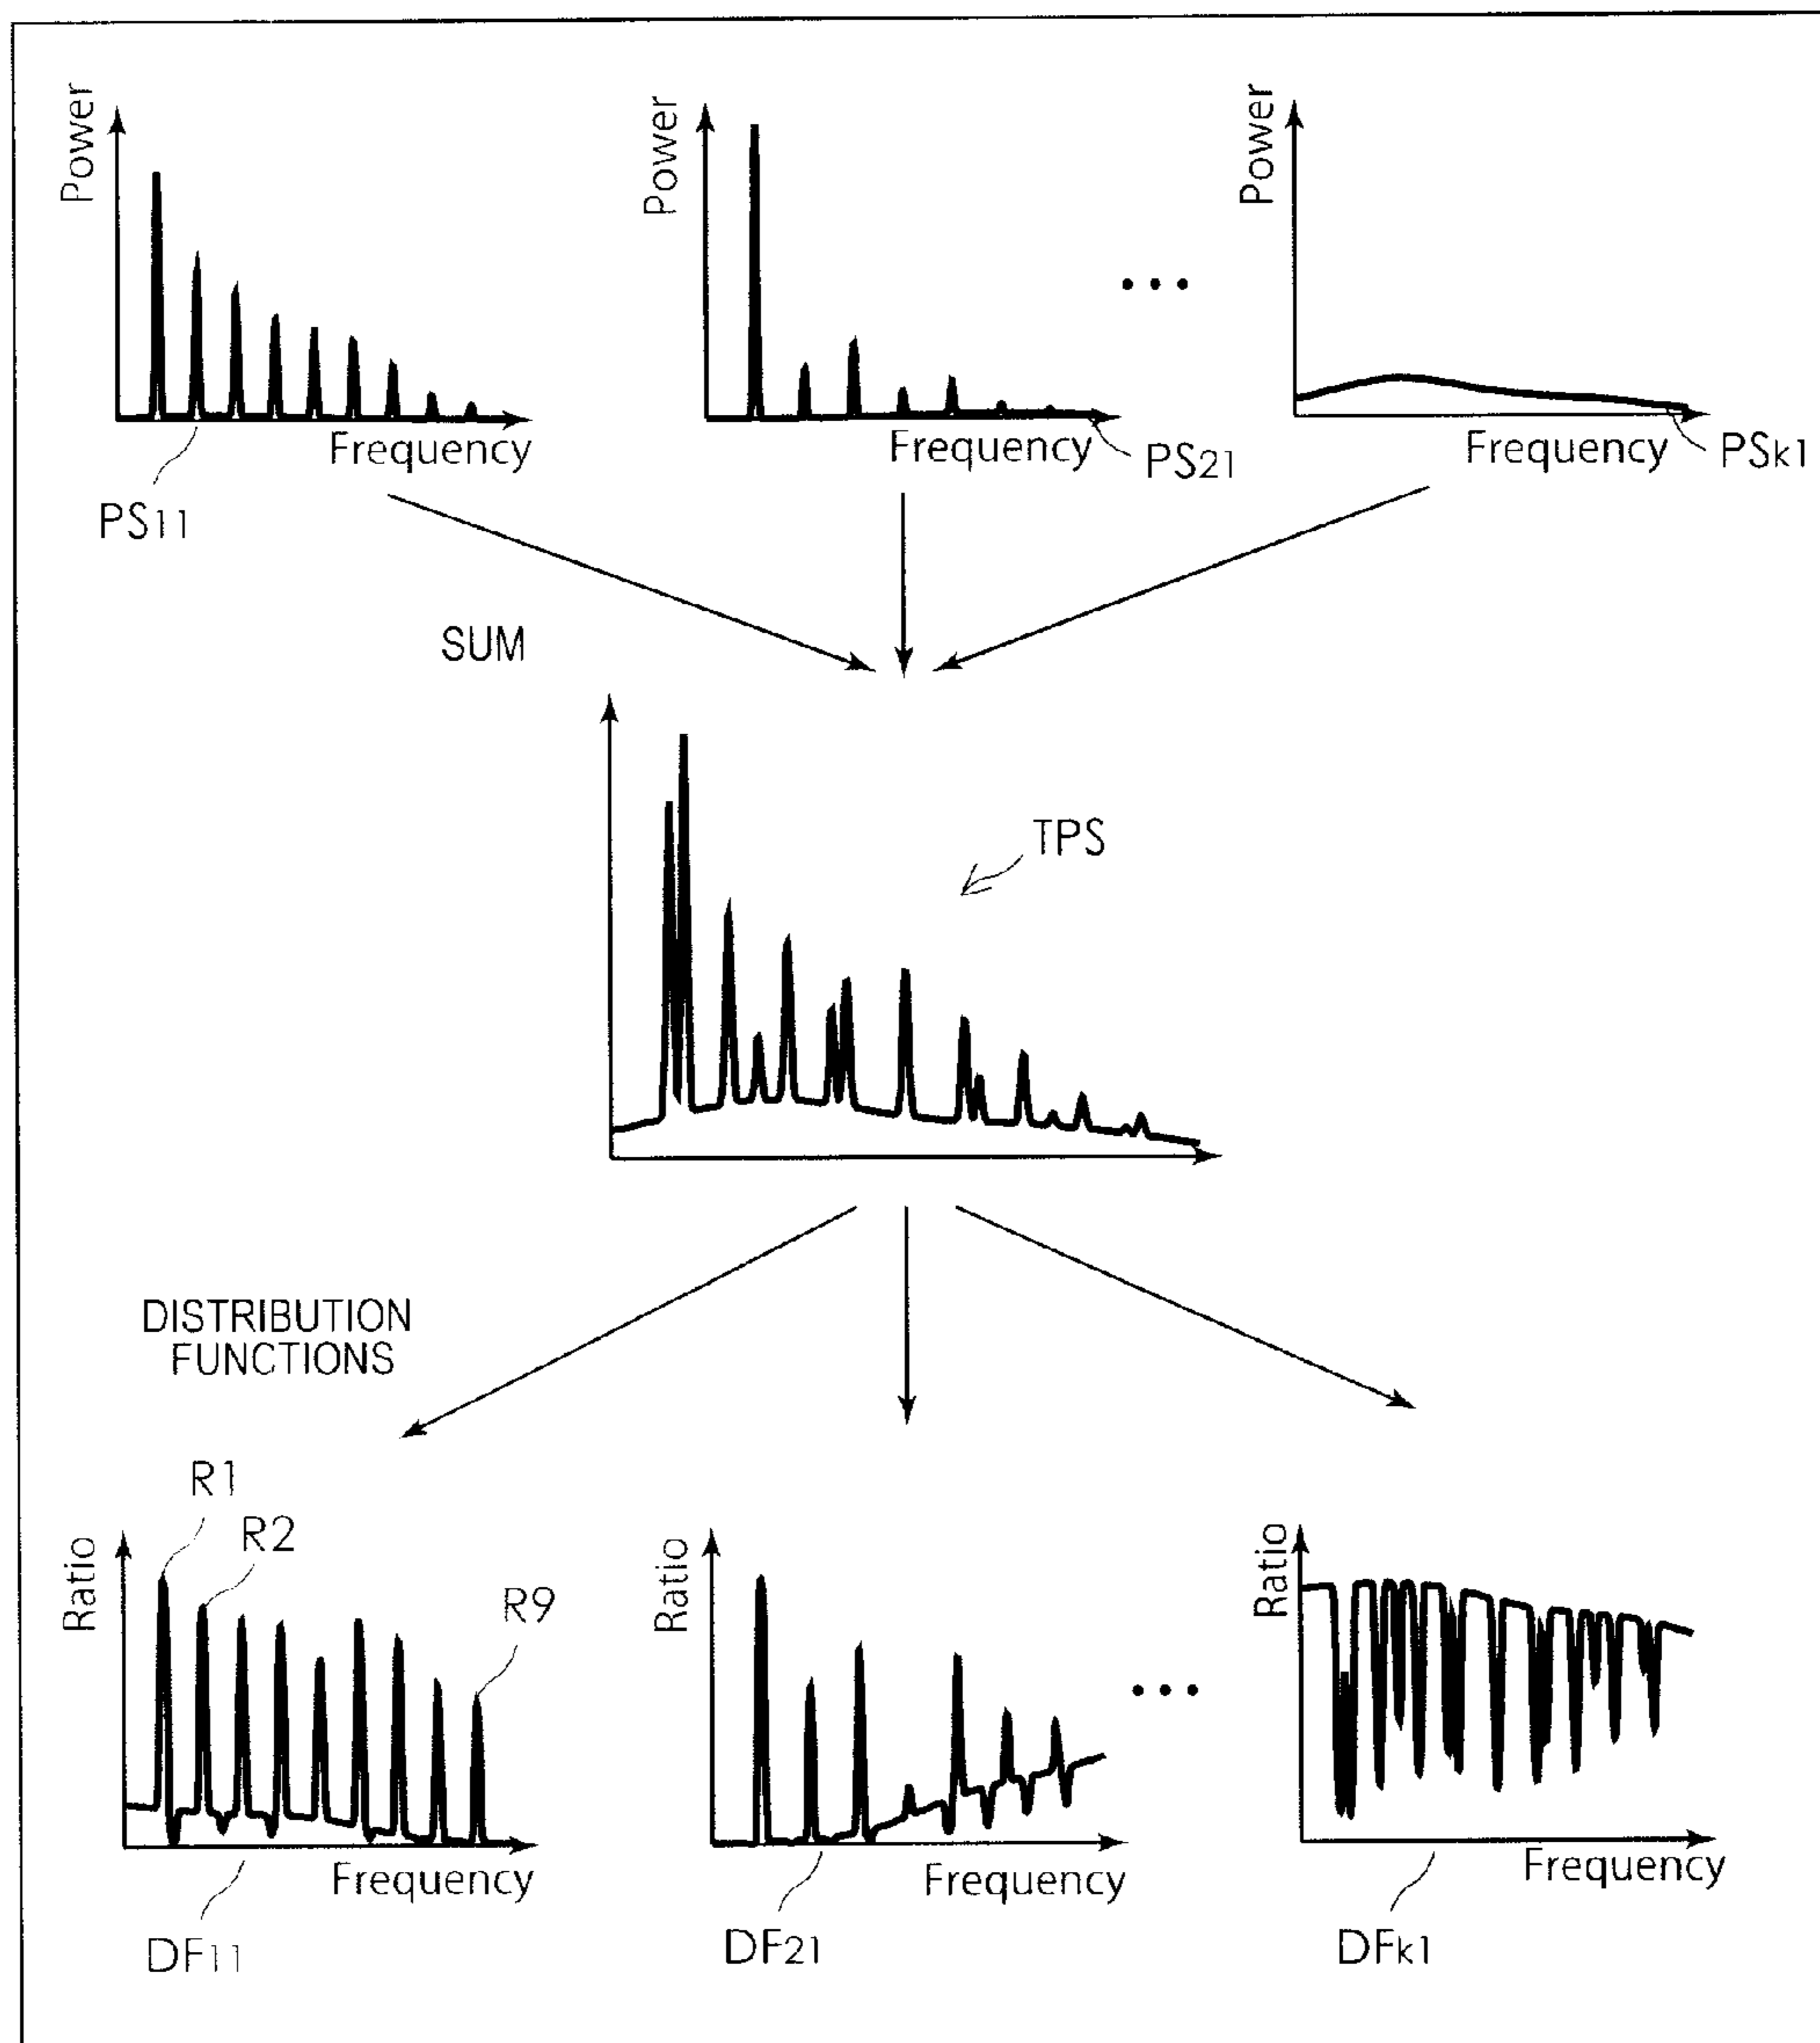 Power
Frequency
PS11
Power
Frequency
PS21
...
Power
Frequency
PSk1
SUM
TPS
DISTRIBUTION
FUNCTIONS
R1
R2
R9
Ratio
Frequency
DF11
Ratio
Frequency
DF21
...
Ratio
Frequency
DFk1